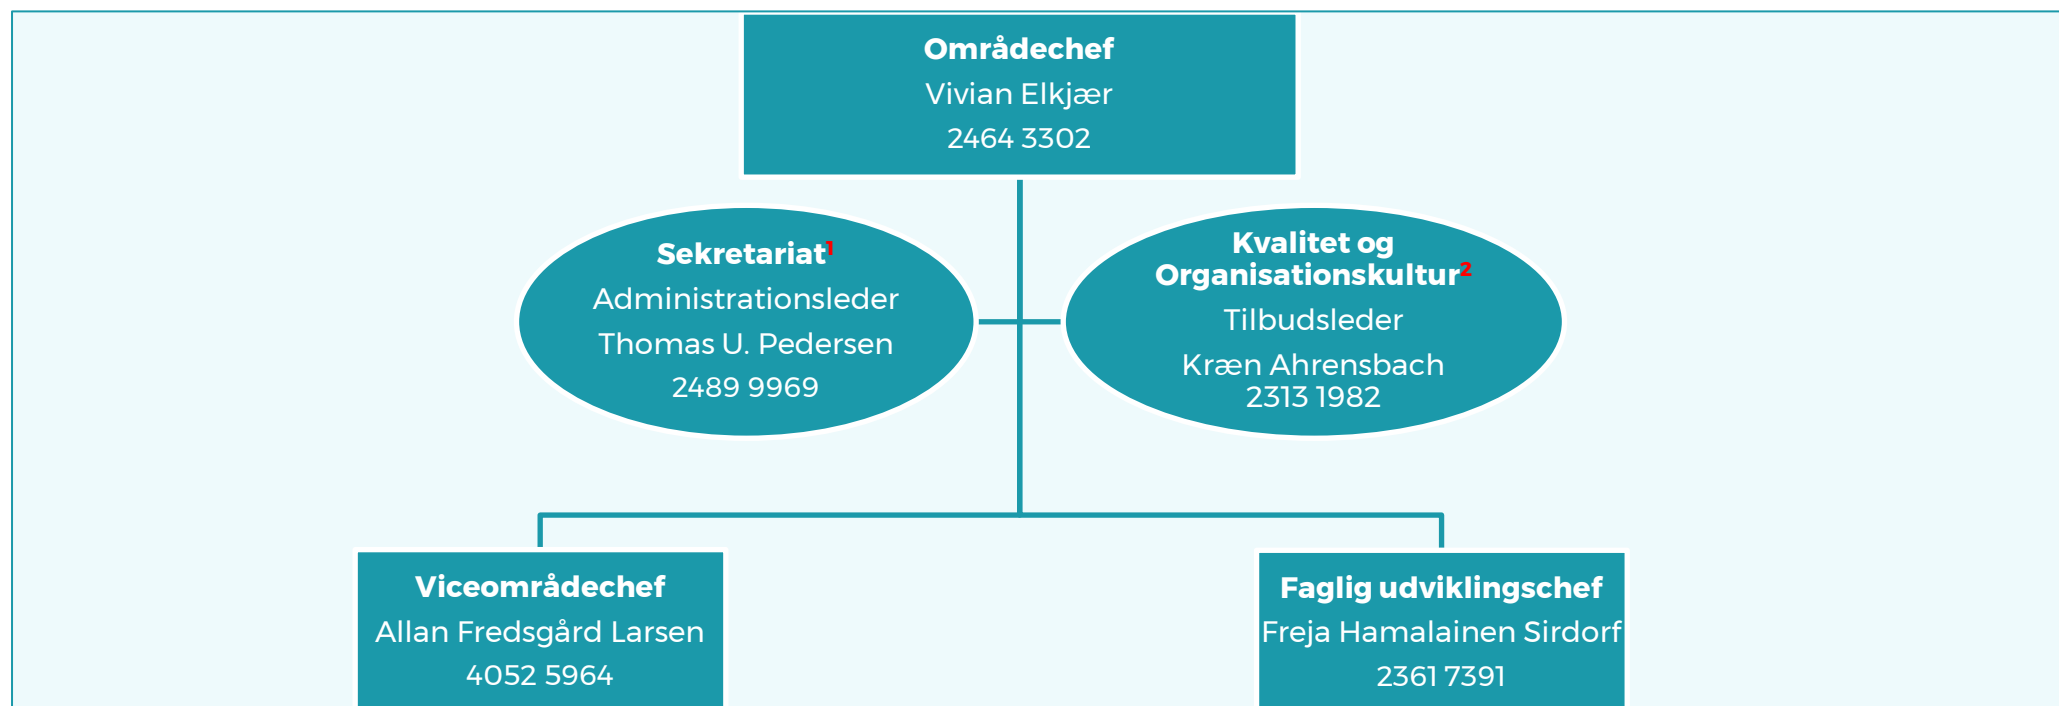 Områdechef
Vivian Elkjær
2464 3302
Sekretariat1
Administrationsleder
Thomas U. Pedersen
2489 9969
Kvalitet og
Organisationskultur2
Tilbudsleder
Kræn Ahrensbach
2313 1982
Viceområdechef
Allan Fredsgård Larsen
4052 5964
Faglig udviklingschef
Freja Hamalainen Sirdorf
2361 7391